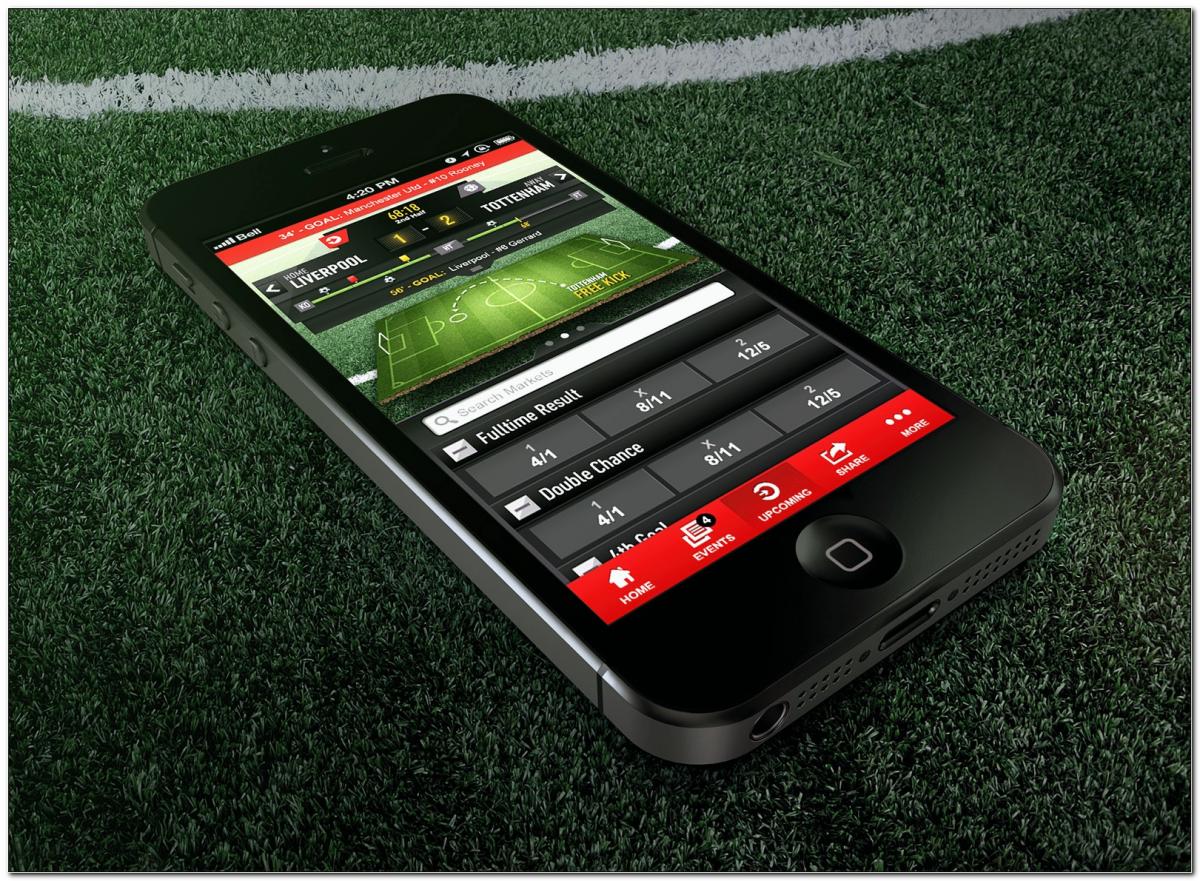 Bell
4:20 PM
34' - GOAL: Manchester Utd - #10 Rooney
HOME
LIVERPOOL
68:18
2nd Half
1 - 2
AWAY
TOTTENHAM
KO
HT
68'
FT
56' - GOAL: Liverpool - #8 Gerrard
TOTTENHAM
FREE KICK
Search Markets
Fulltime Result
1
4/1
X
8/11
2
12/5
Double Chance
1
4/1
X
8/11
2
12/5
4th Goal
HOME
4
EVENTS
UPCOMING
SHARE
MORE